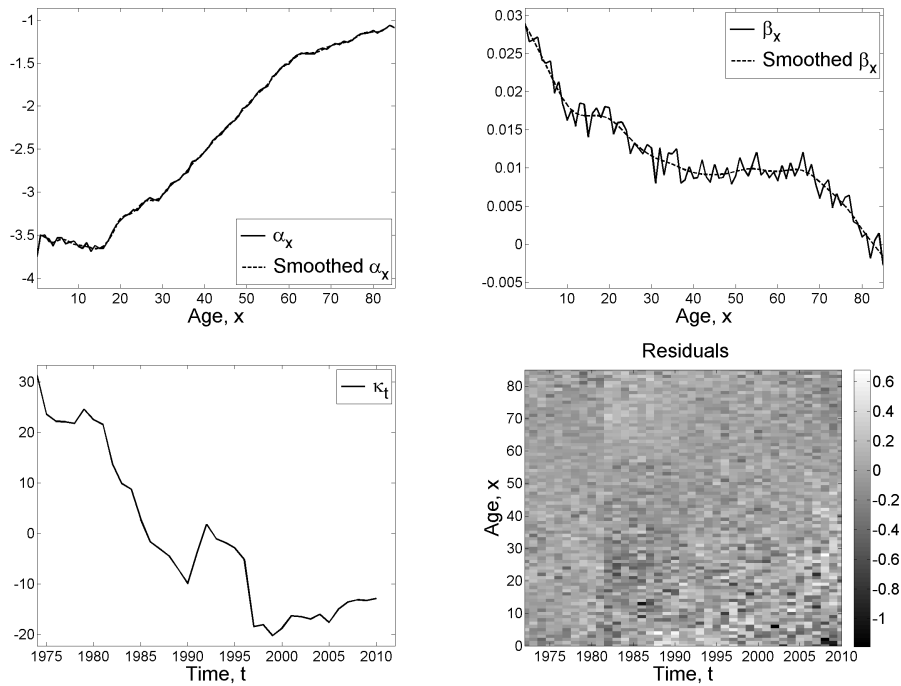 -1
-1.5
-2
-2.5
-3
-3.5
-4
10 20 30 40 50 60 70 80
Age, x
αx
Smoothed αx
0.03
0.025
0.02
0.015
0.01
0.005
0
-0.005
10 20 30 40 50 60 70 80
Age, x
βx
Smoothed βx
30
20
10
0
-10
-20
1975 1980 1985 1990 1995 2000 2005 2010
Time, t
κt
Residuals
80
70
60
50
40
30
20
10
0
Age, x
1975 1980 1985 1990 1995 2000 2005 2010
Time, t
0.6
0.4
0.2
0
-0.2
-0.4
-0.6
-0.8
-1